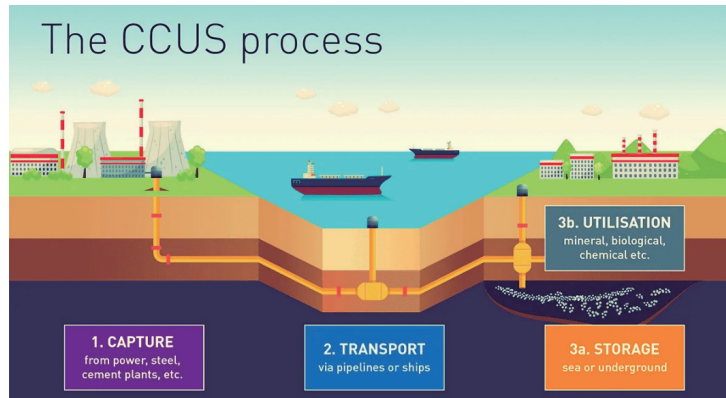 The CCUS process
3b. UTILISATION
mineral, biological,
chemical etc.
1. CAPTURE
from power, steel,
cement plants, etc.
2. TRANSPORT
via pipelines or ships
3a. STORAGE
sea or underground